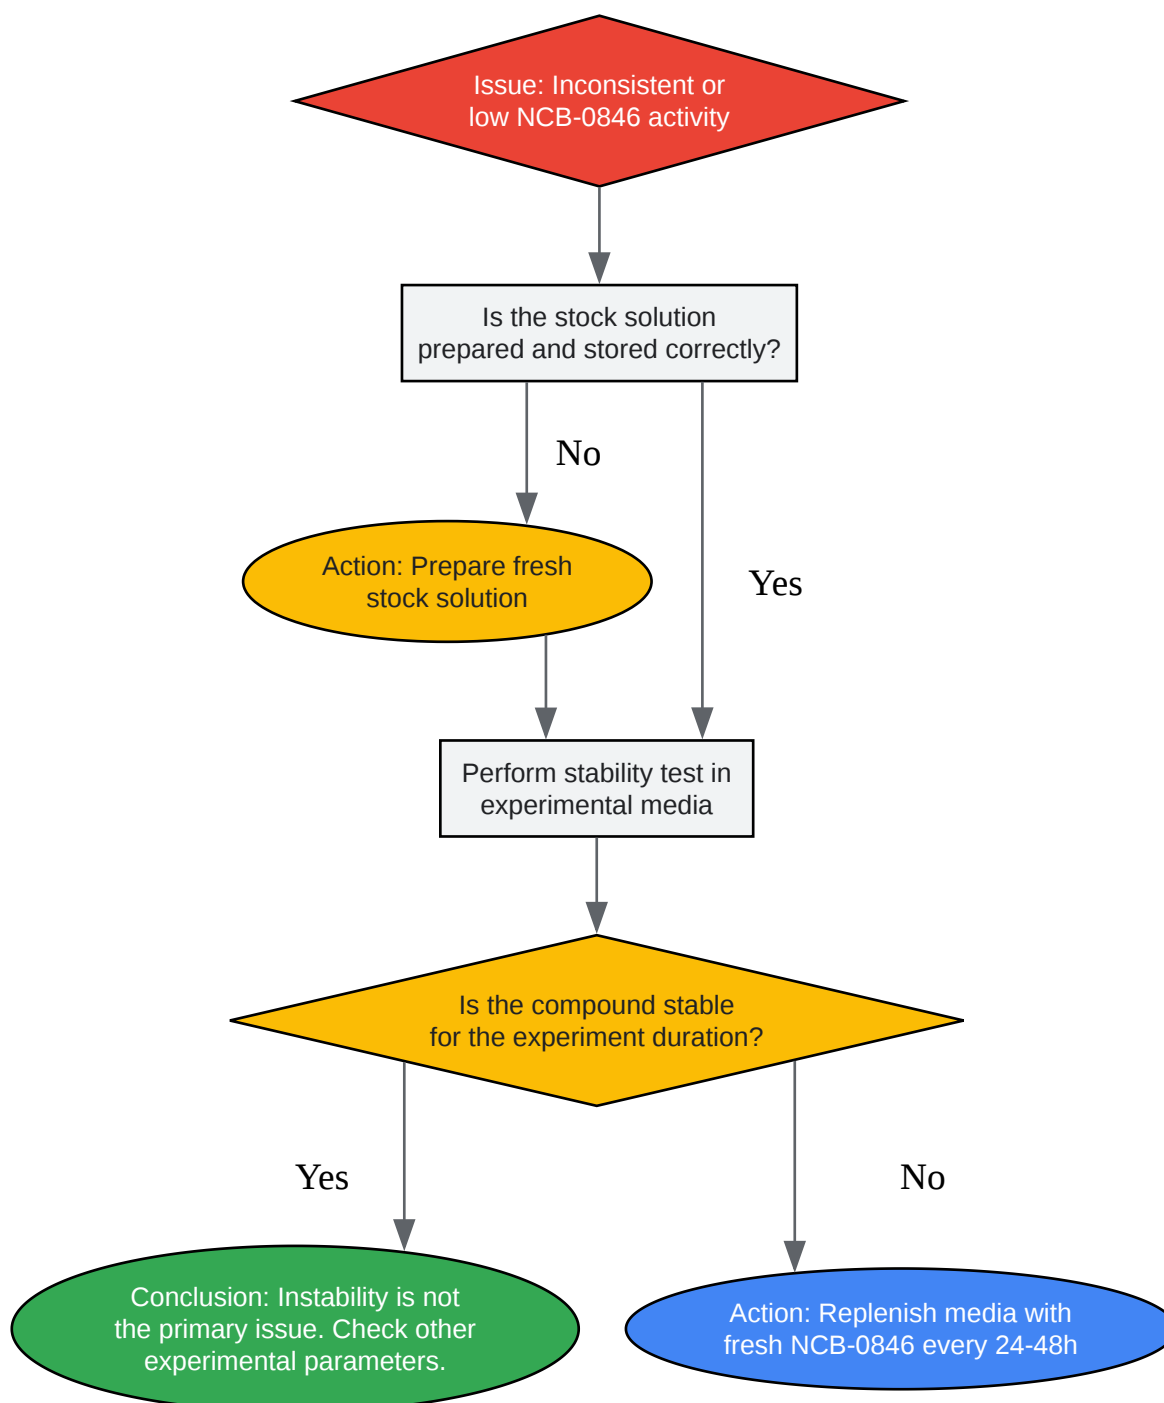 Issue: Inconsistent or
low NCB-0846 activity
Is the stock solution
prepared and stored correctly?
No
Action: Prepare fresh
stock solution
Yes
Perform stability test in
experimental media
Is the compound stable
for the experiment duration?
Yes
No
Conclusion: Instability is not
the primary issue. Check other
experimental parameters.
Action: Replenish media with
fresh NCB-0846 every 24-48h